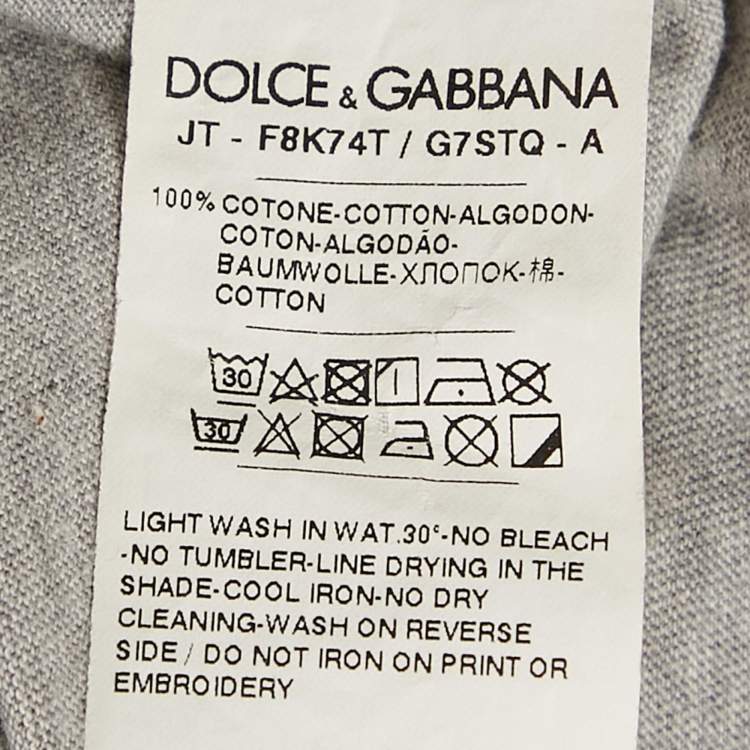 DOLCE & GABBANA
JT - F8K74T / G7STQ - A
100% COTONE-COTTON-ALGODON-
COTON-ALGODÃO-
BAUMWOLLE-ХЛОПОК-棉-
COTTON
30
30
LIGHT WASH IN WAT.30°-NO BLEACH
-NO TUMBLER-LINE DRYING IN THE
SHADE-COOL IRON-NO DRY
CLEANING-WASH ON REVERSE
SIDE / DO NOT IRON ON PRINT OR
EMBROIDERY